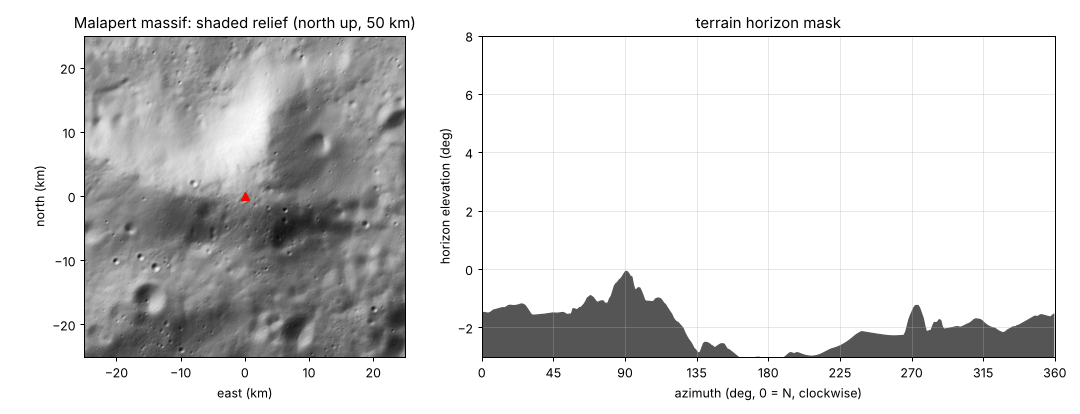 Malapert massif: shaded relief (north up, 50 km)
20
10
0
−10
−20
north (km)
−20 −10 0 10 20
east (km)
terrain horizon mask
8
6
4
2
0
−2
horizon elevation (deg)
0 45 90 135 180 225 270 315 360
azimuth (deg, 0 = N, clockwise)